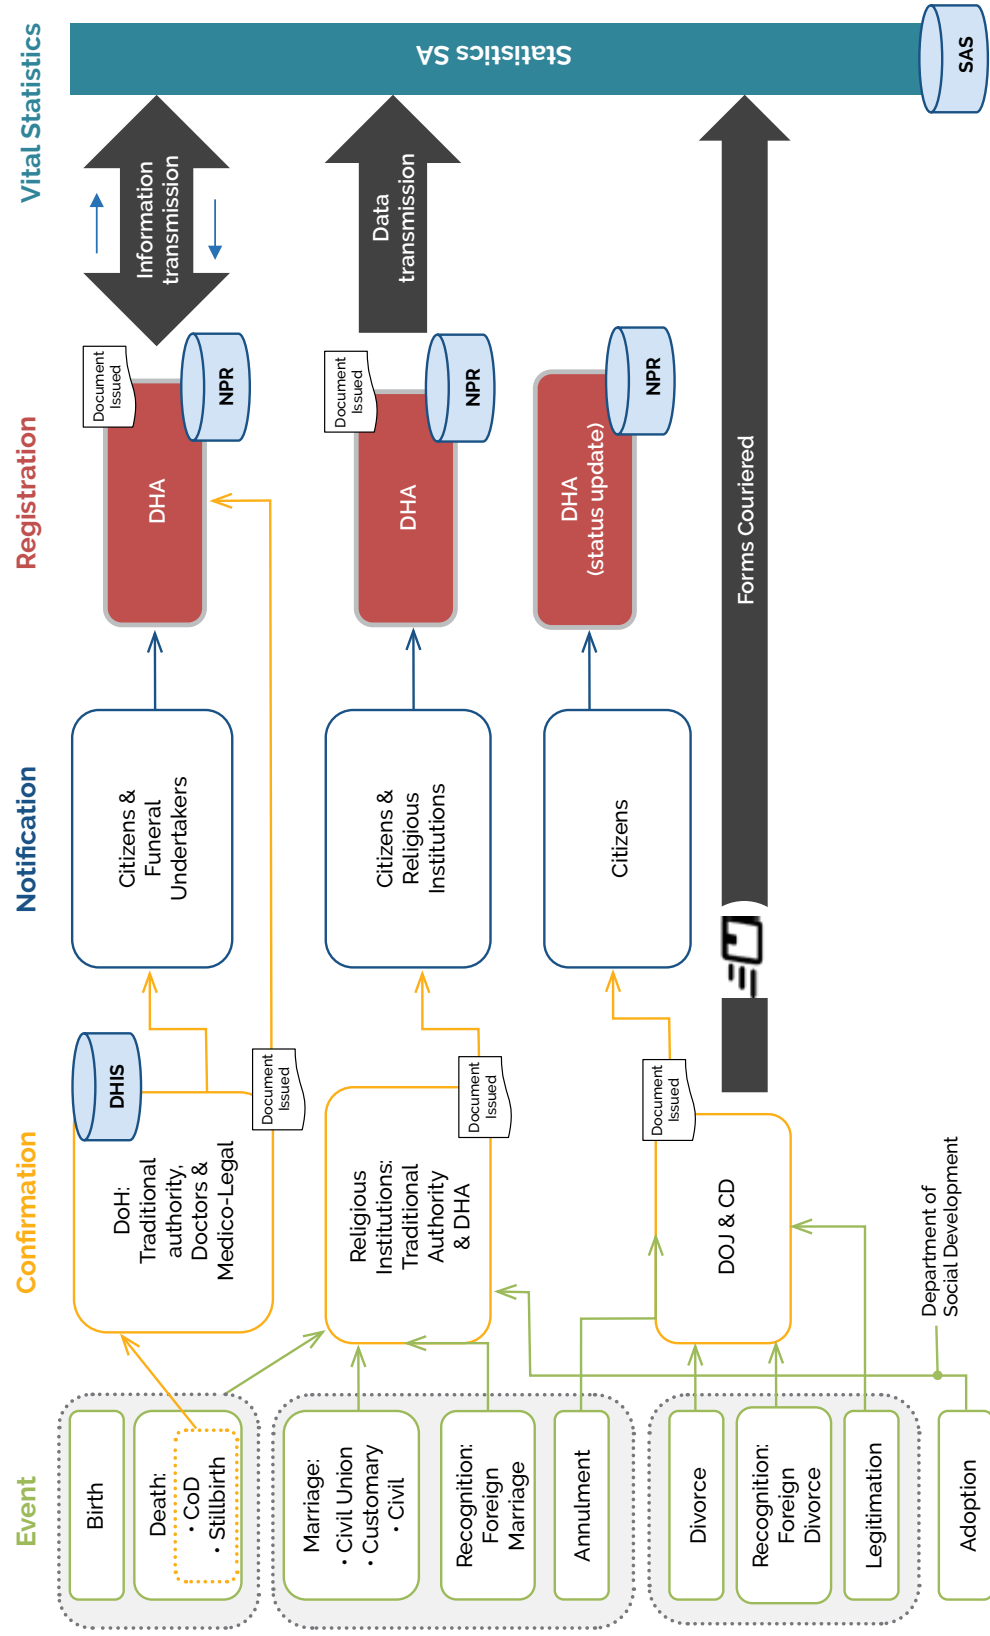 Event
Confirmation
Notification
Registration
Vital Statistics
Birth
Death:
• CoD
• Stillbirth
Marriage:
• Civil Union
• Customary
• Civil
Recognition:
Foreign
Marriage
Annulment
Divorce
Recognition:
Foreign
Divorce
Legitimation
Adoption
DoH:
Traditional
authority,
Doctors &
Medico-Legal
DHIS
Document
Issued
Religious
Institutions:
Traditional
Authority
& DHA
Document
Issued
DOJ & CD
Document
Issued
Department of
Social Development
Citizens &
Funeral
Undertakers
Citizens &
Religious
Institutions
Citizens
DHA
Document
Issued
NPR
DHA
Document
Issued
NPR
DHA
(status update)
NPR
Forms Couriered
Information
transmission
Data
transmission
Statistics SA
SAS